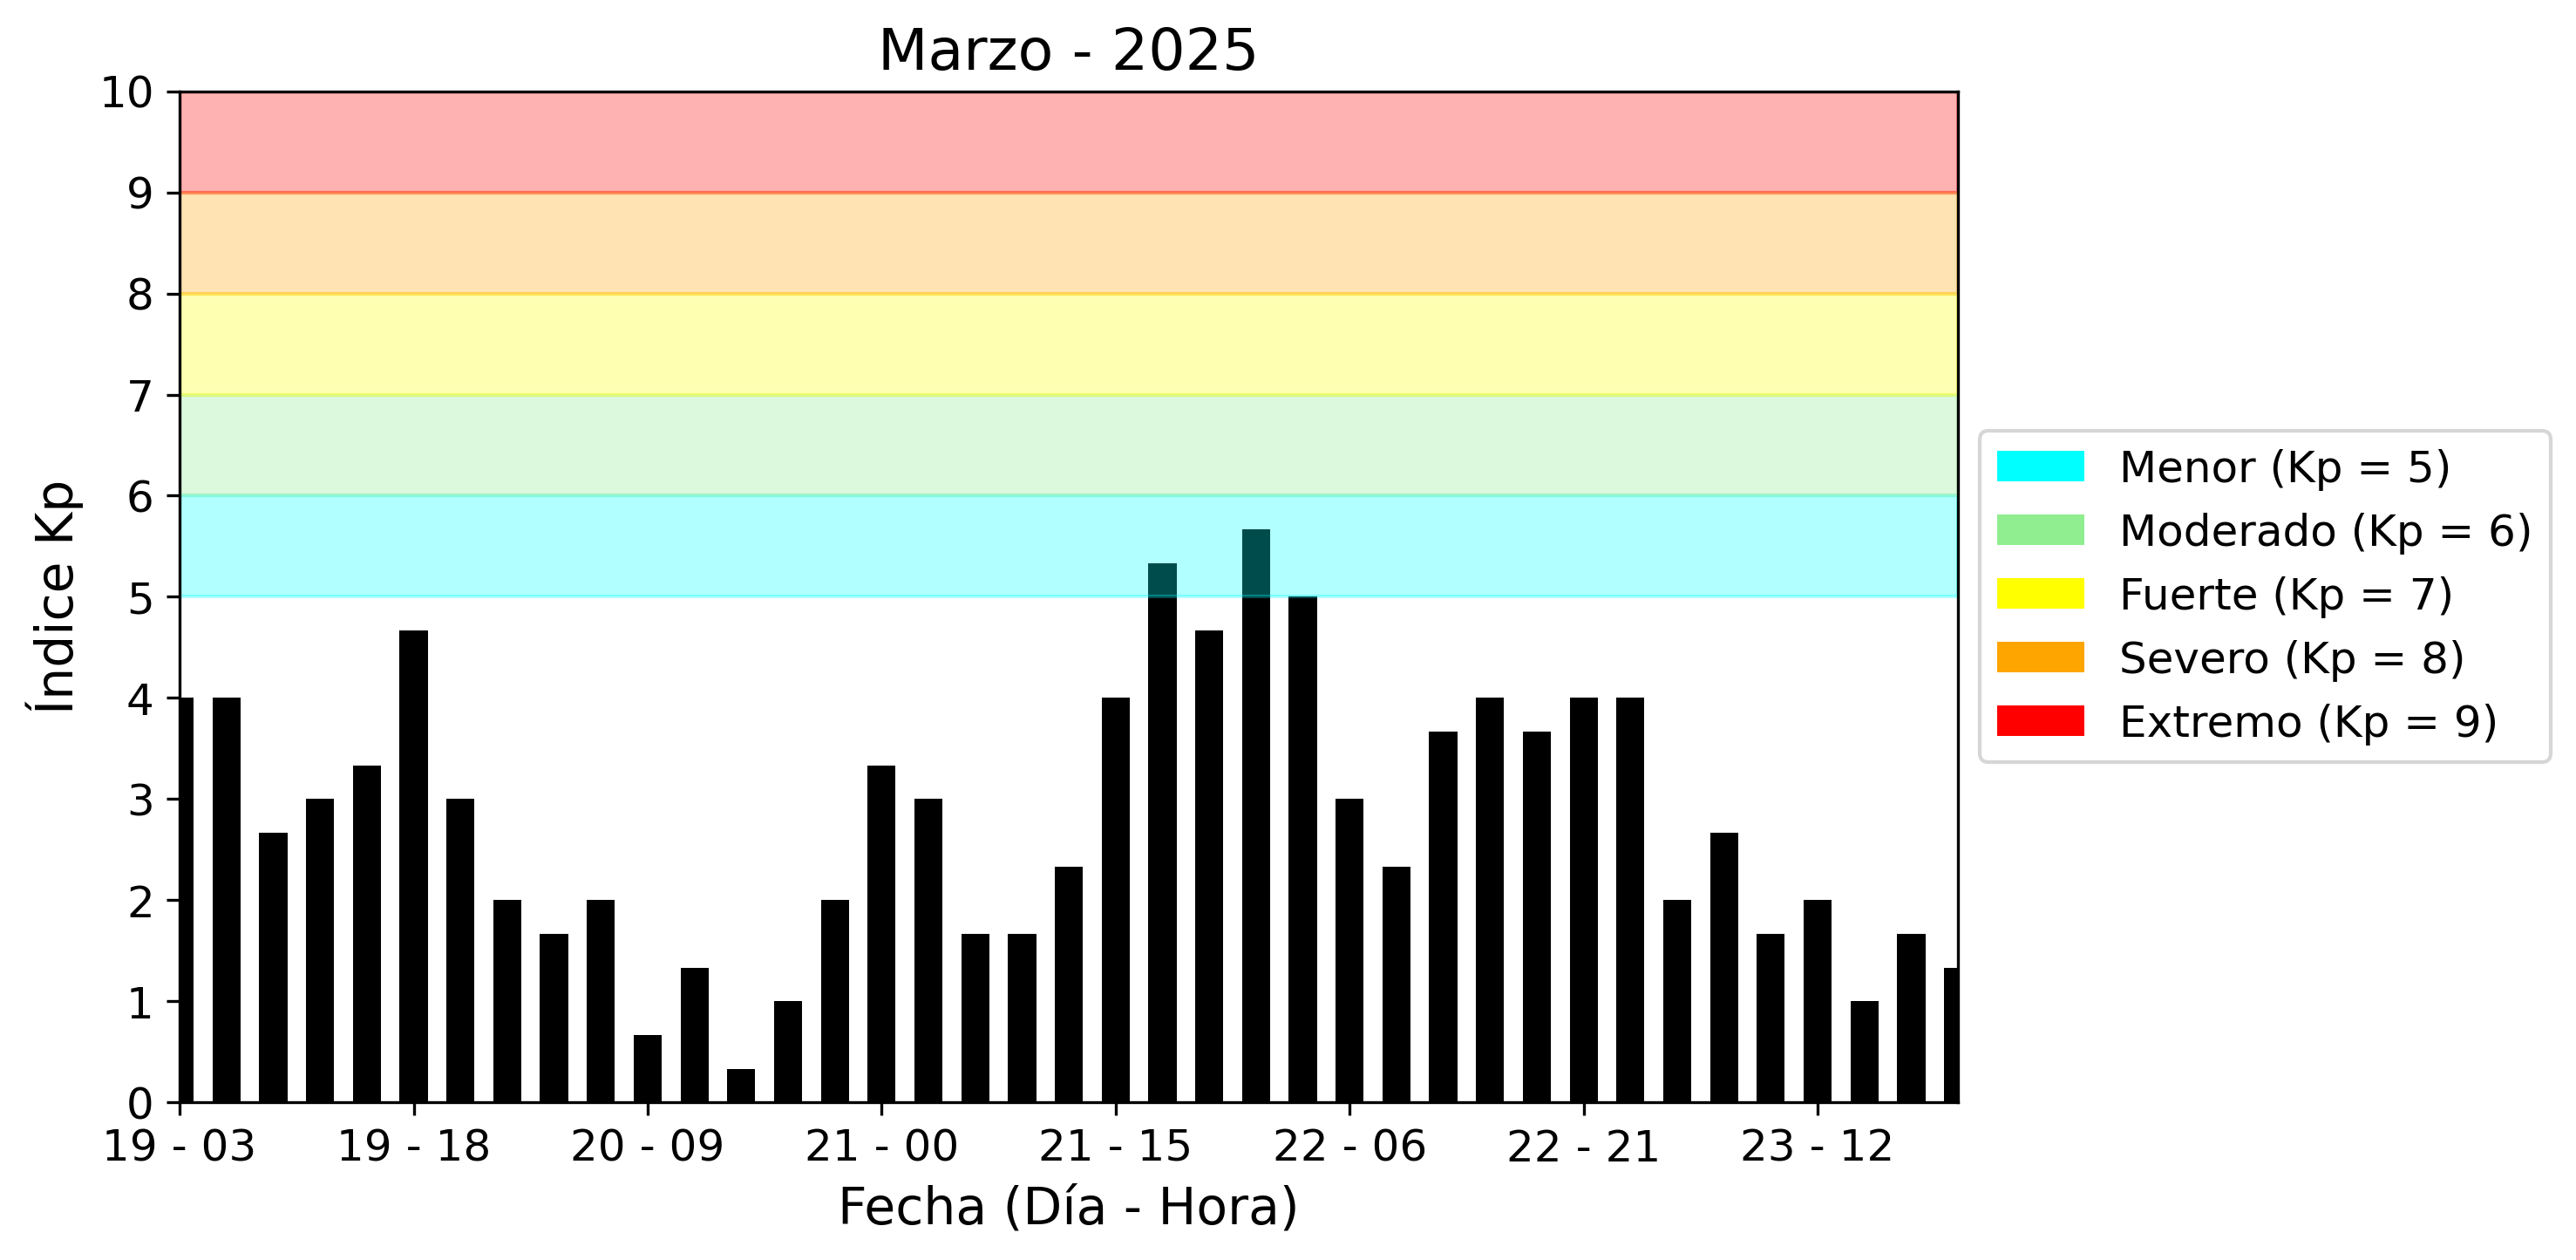 Marzo - 2025
10
9
8
7
6
5
4
3
2
1
0
Índice Kp
19 - 03
19 - 18
20 - 09
21 - 00
21 - 15
22 - 06
22 - 21
23 - 12
Fecha (Día - Hora)
Menor (Kp = 5)
Moderado (Kp = 6)
Fuerte (Kp = 7)
Severo (Kp = 8)
Extremo (Kp = 9)